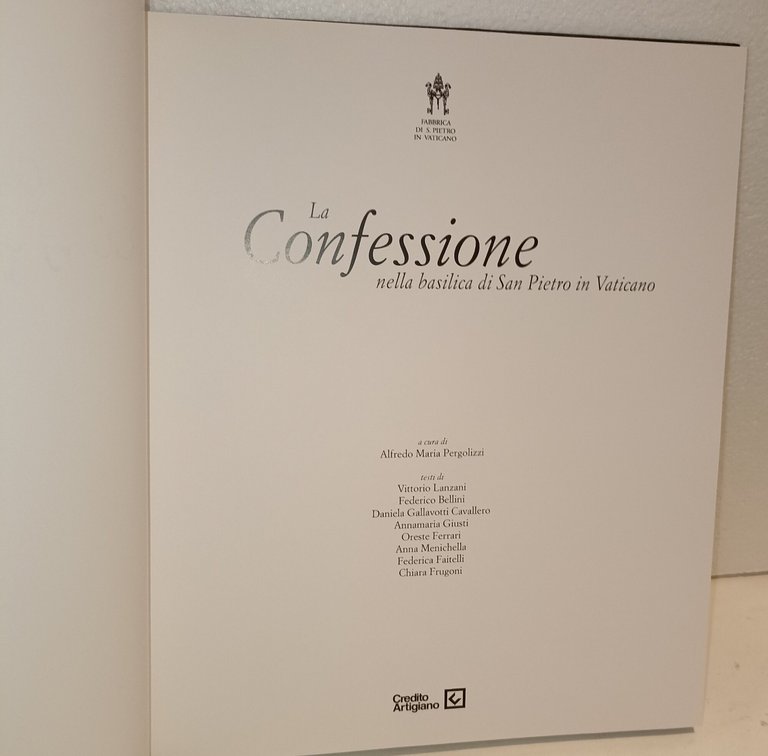 FABBRICA
DI S. PIETRO
IN VATICANO
La
Confessione
nella basilica di San Pietro in Vaticano
a cura di
Alfredo Maria Pergolizzi
testi di
Vittorio Lanzani
Federico Bellini
Daniela Gallavotti Cavallero
Annamaria Giusti
Oreste Ferrari
Anna Menichella
Federica Faitelli
Chiara Frugoni
Credito
Artigiano